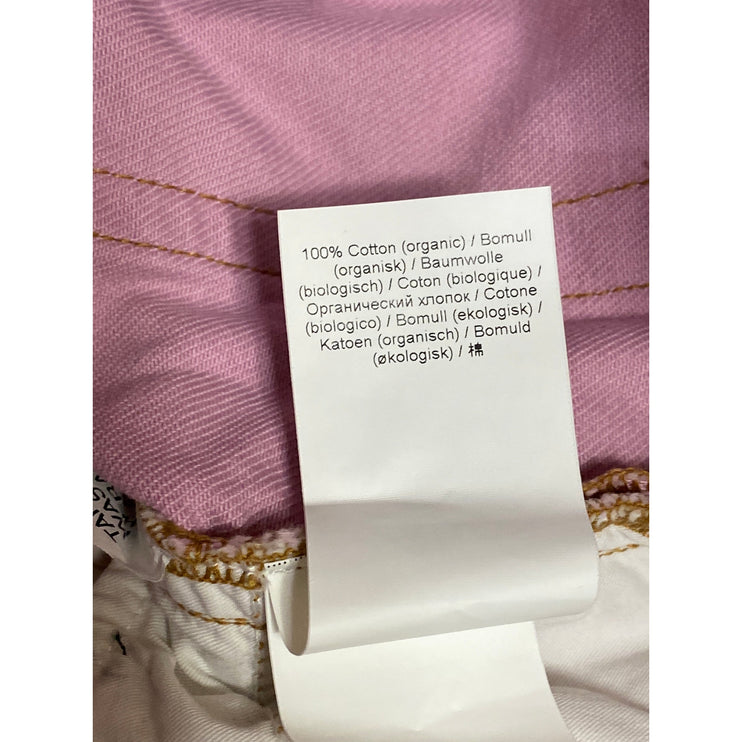 100% Cotton (organic) / Bomull
(organisk) / Baumwolle
(biologisch) / Coton (biologique) /
Органический хлопок / Cotone
(biologico) / Bomull (ekologisk) /
Katoen (organisch) / Bomuld
(økologisk) / 棉